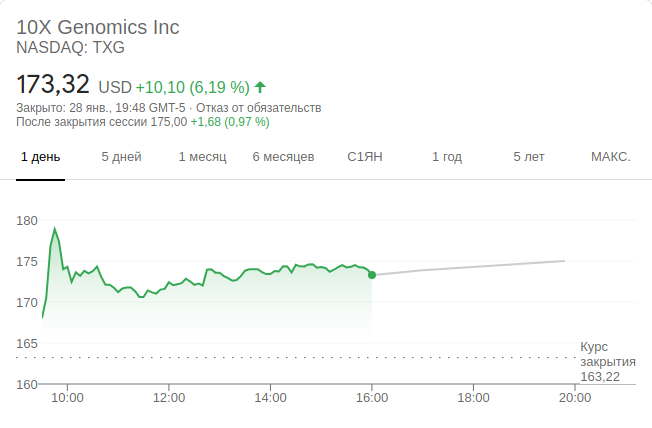 10X Genomics Inc
NASDAQ: TXG
173,32 USD +10,10 (6,19 %)
Закрыто: 28 янв., 19:48 GMT-5 · Отказ от обязательств
После закрытия сессии 175,00 +1,68 (0,97 %)
1 день 5 дней 1 месяц 6 месяцев С1ЯН 1 год 5 лет МАКС.
180
175
170
165
160
Курс
закрытия
163,22
10:00 12:00 14:00 16:00 18:00 20:00